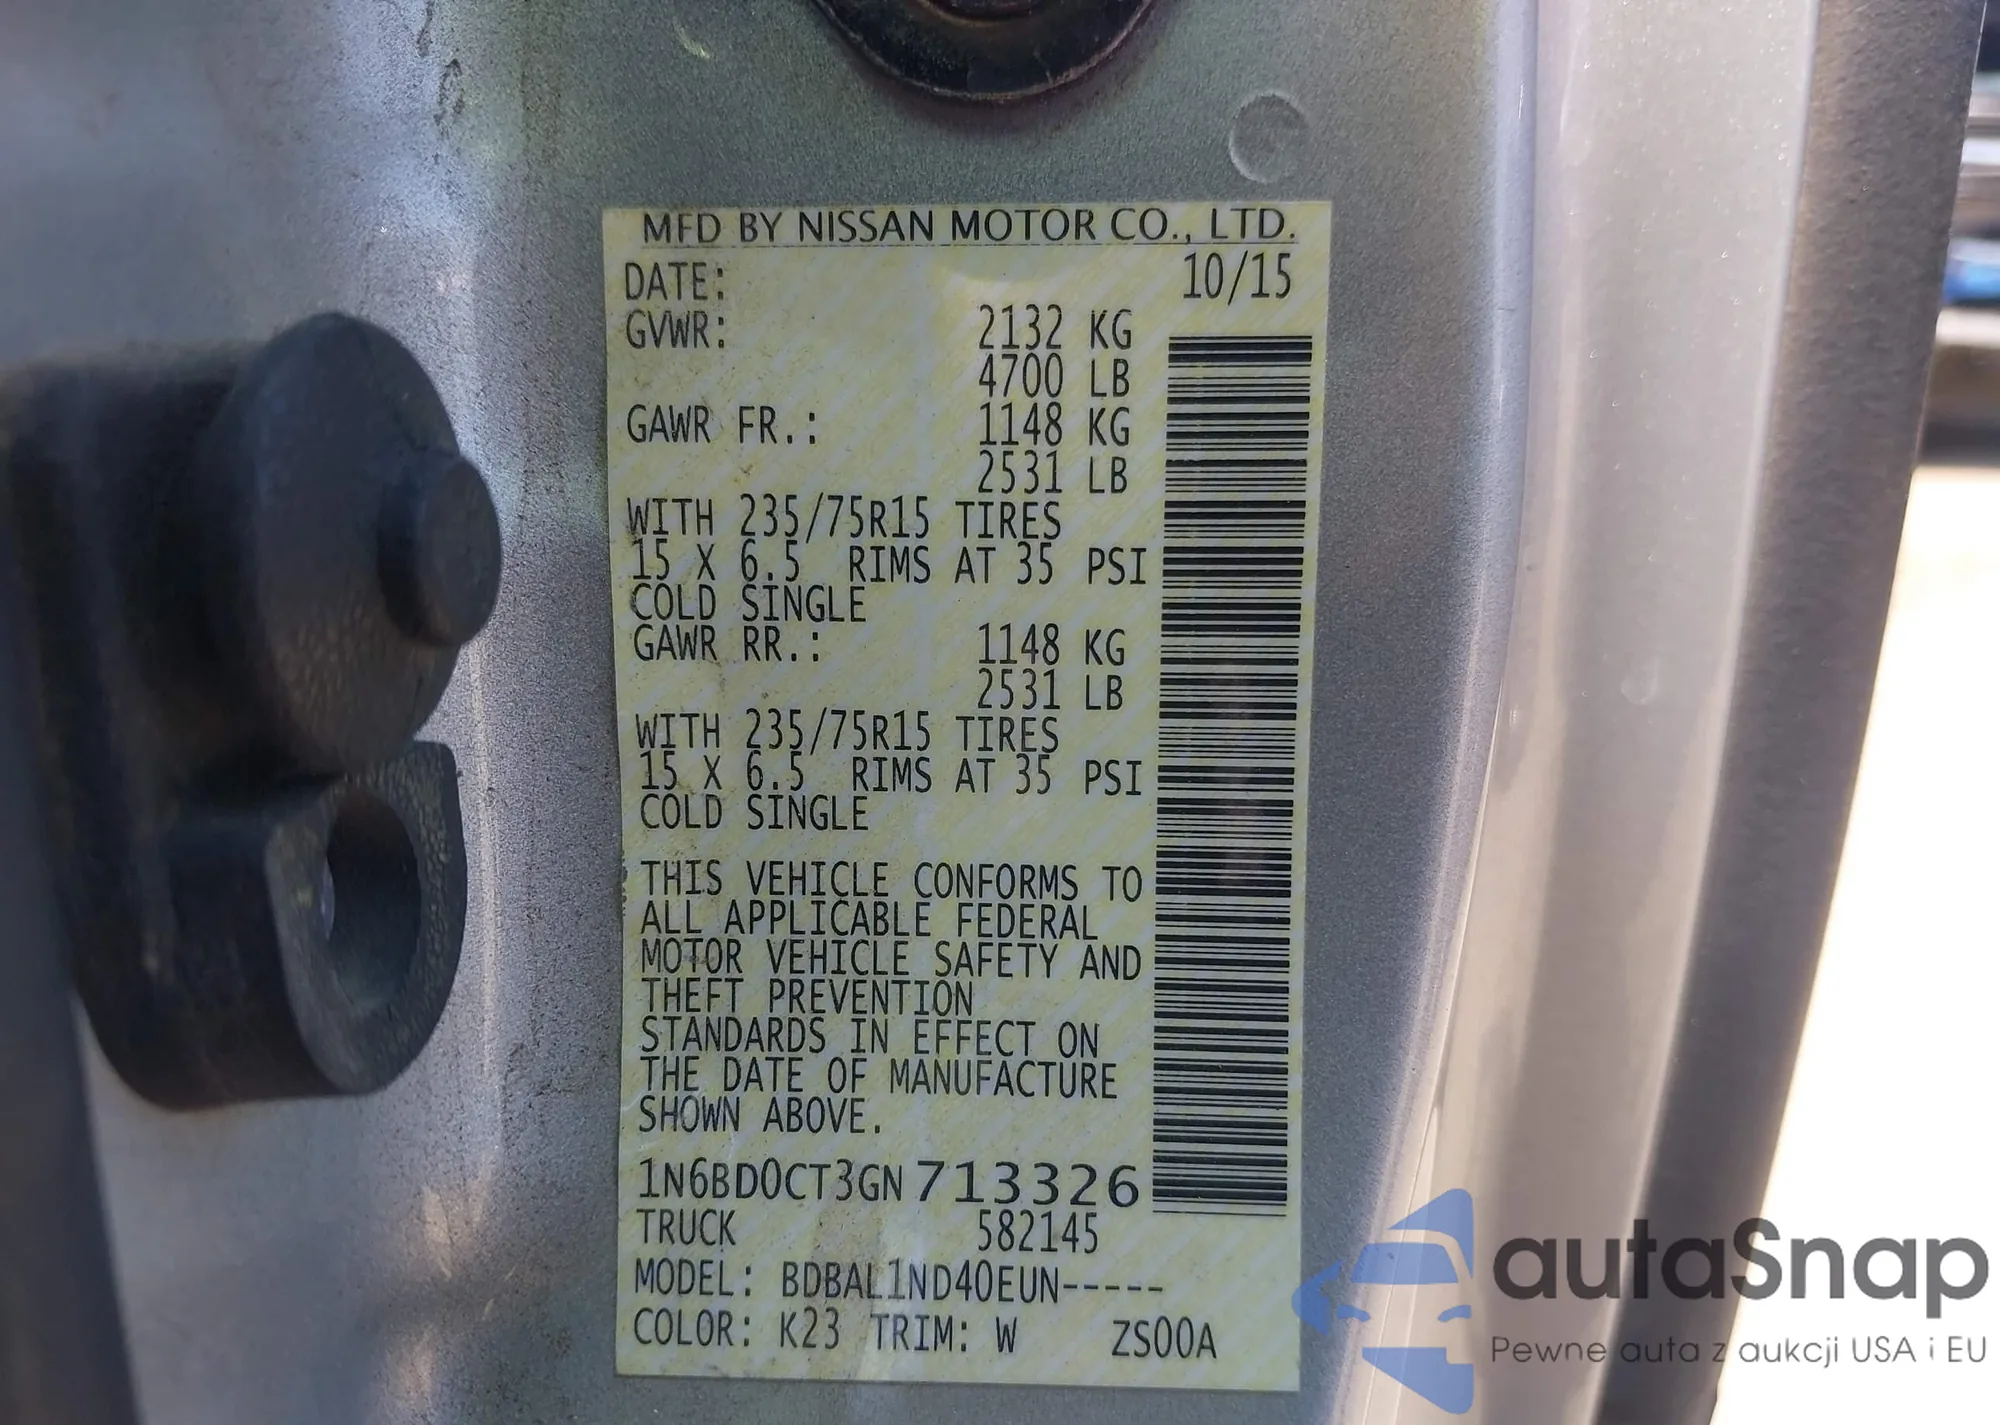 MFD BY NISSAN MOTOR CO., LTD.
DATE: 10/15
GVWR: 2132 KG
4700 LB
GAWR FR.: 1148 KG
2531 LB
WITH 235/75R15 TIRES
15 X 6.5 RIMS AT 35 PSI
COLD SINGLE
GAWR RR.: 1148 KG
2531 LB
WITH 235/75R15 TIRES
15 X 6.5 RIMS AT 35 PSI
COLD SINGLE
THIS VEHICLE CONFORMS TO
ALL APPLICABLE FEDERAL
MOTOR VEHICLE SAFETY AND
THEFT PREVENTION
STANDARDS IN EFFECT ON
THE DATE OF MANUFACTURE
SHOWN ABOVE.
1N6BD0CT3GN713326
TRUCK 582145
MODEL: BDBAL1ND40EUN-----
COLOR: K23 TRIM: W ZS00A
autaSnap
Pewne auta z aukcji USA i EU